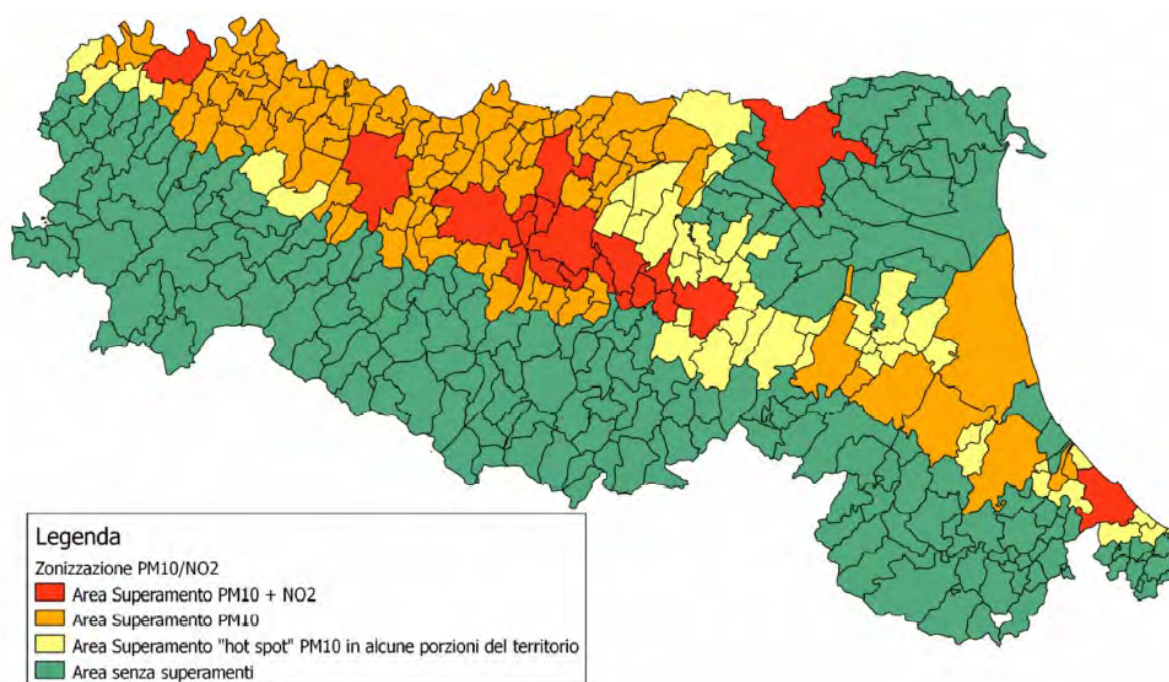 Legenda
Zonizzazione PM10/NO2
Area Superamento PM10 + NO2
Area Superamento PM10
Area Superamento "hot spot" PM10 in alcune porzioni del territorio
Area senza superamenti